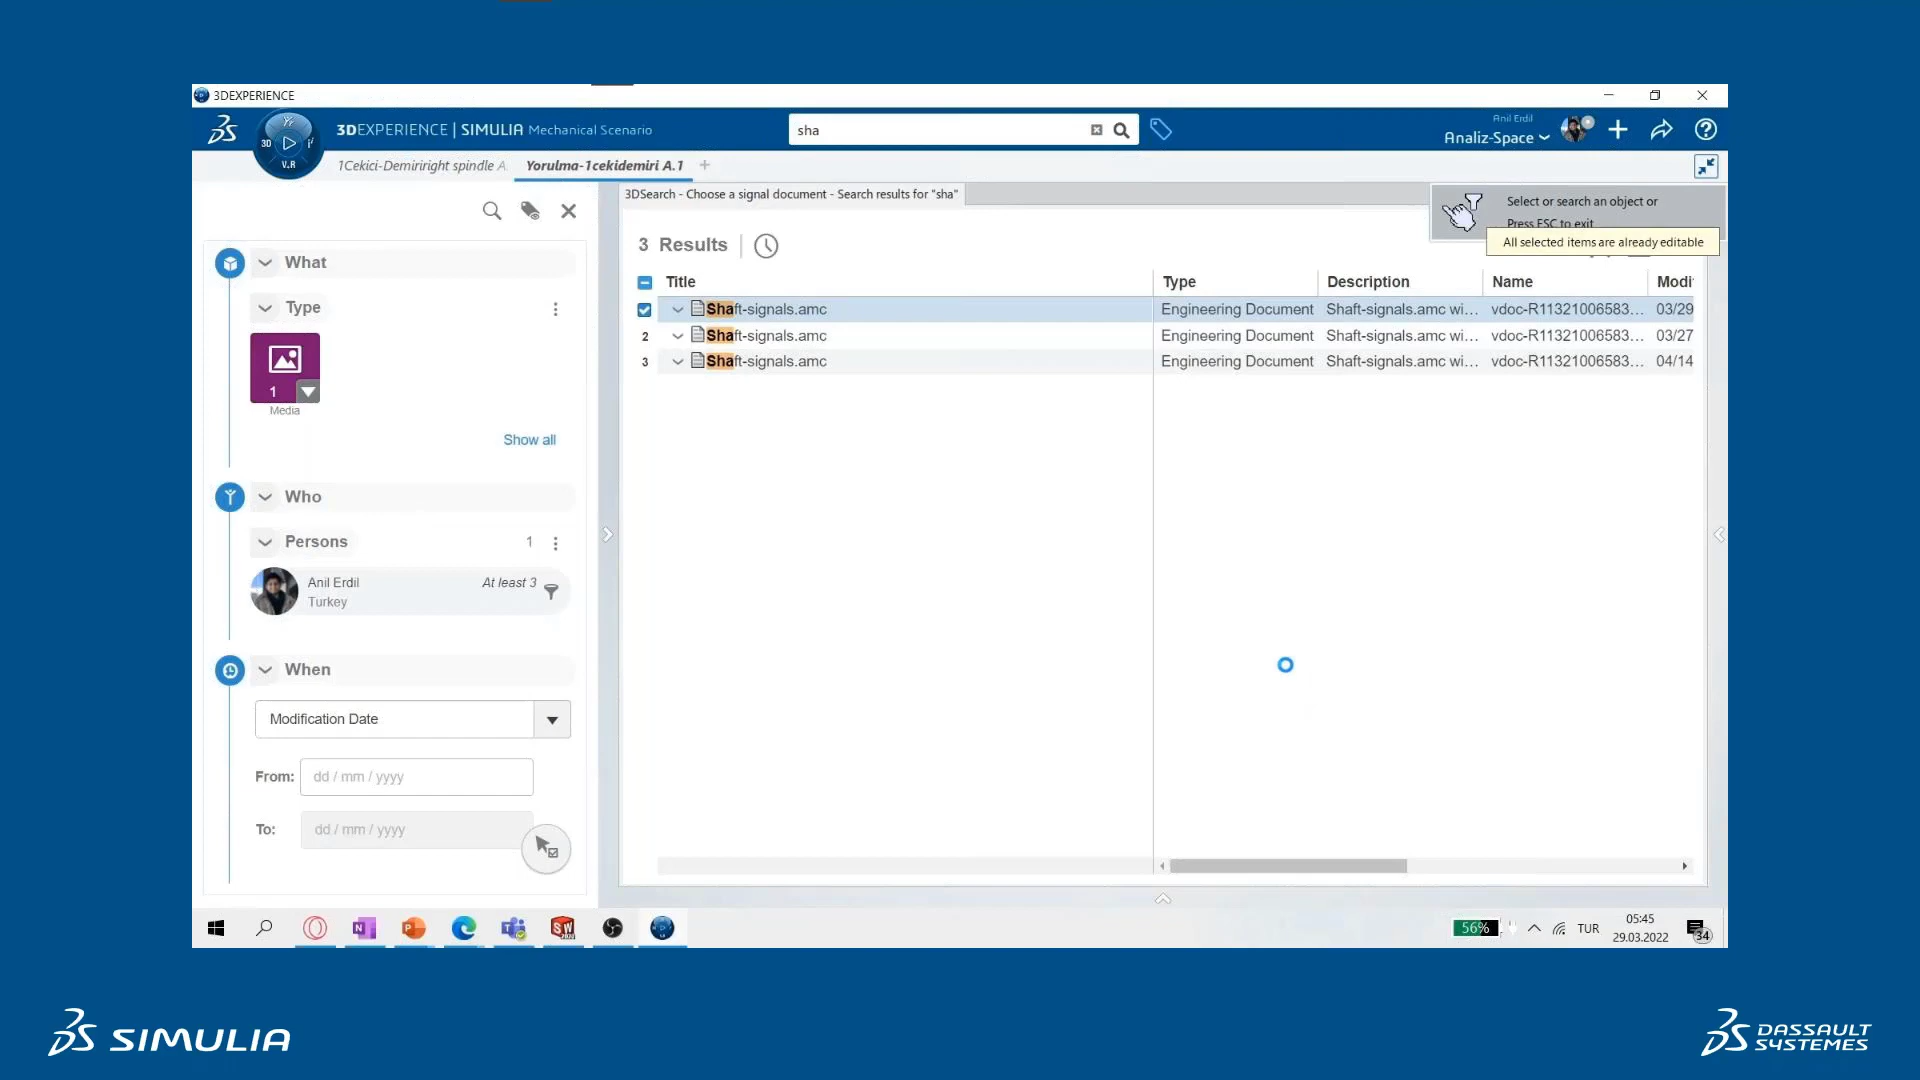 3DEXPERIENCE
3DEXPERIENCE | SIMULIA Mechanical Scenario
sha
Anil Erdil
Analiz-Space
3D
V.R
1Cekici-Demiriright spindle A
Yorulma-1cekidemiri A.1
3DSearch - Choose a signal document - Search results for "sha"
Select or search an object or
Press ESC to exit
All selected items are already editable
3 Results
Title Type Description Name Modi
Shaft-signals.amc Engineering Document Shaft-signals.amc wi... vdoc-R11321006583... 03/29
2 Shaft-signals.amc Engineering Document Shaft-signals.amc wi... vdoc-R11321006583... 03/27
3 Shaft-signals.amc Engineering Document Shaft-signals.amc wi... vdoc-R11321006583... 04/14
What
Type
1
Media
Show all
Who
Persons 1
Anil Erdil At least 3
Turkey
When
Modification Date
From: dd / mm / yyyy
To: dd / mm / yyyy
56%
TUR
05:45
29.03.2022
34
SIMULIA
DASSAULT
SYSTEMES